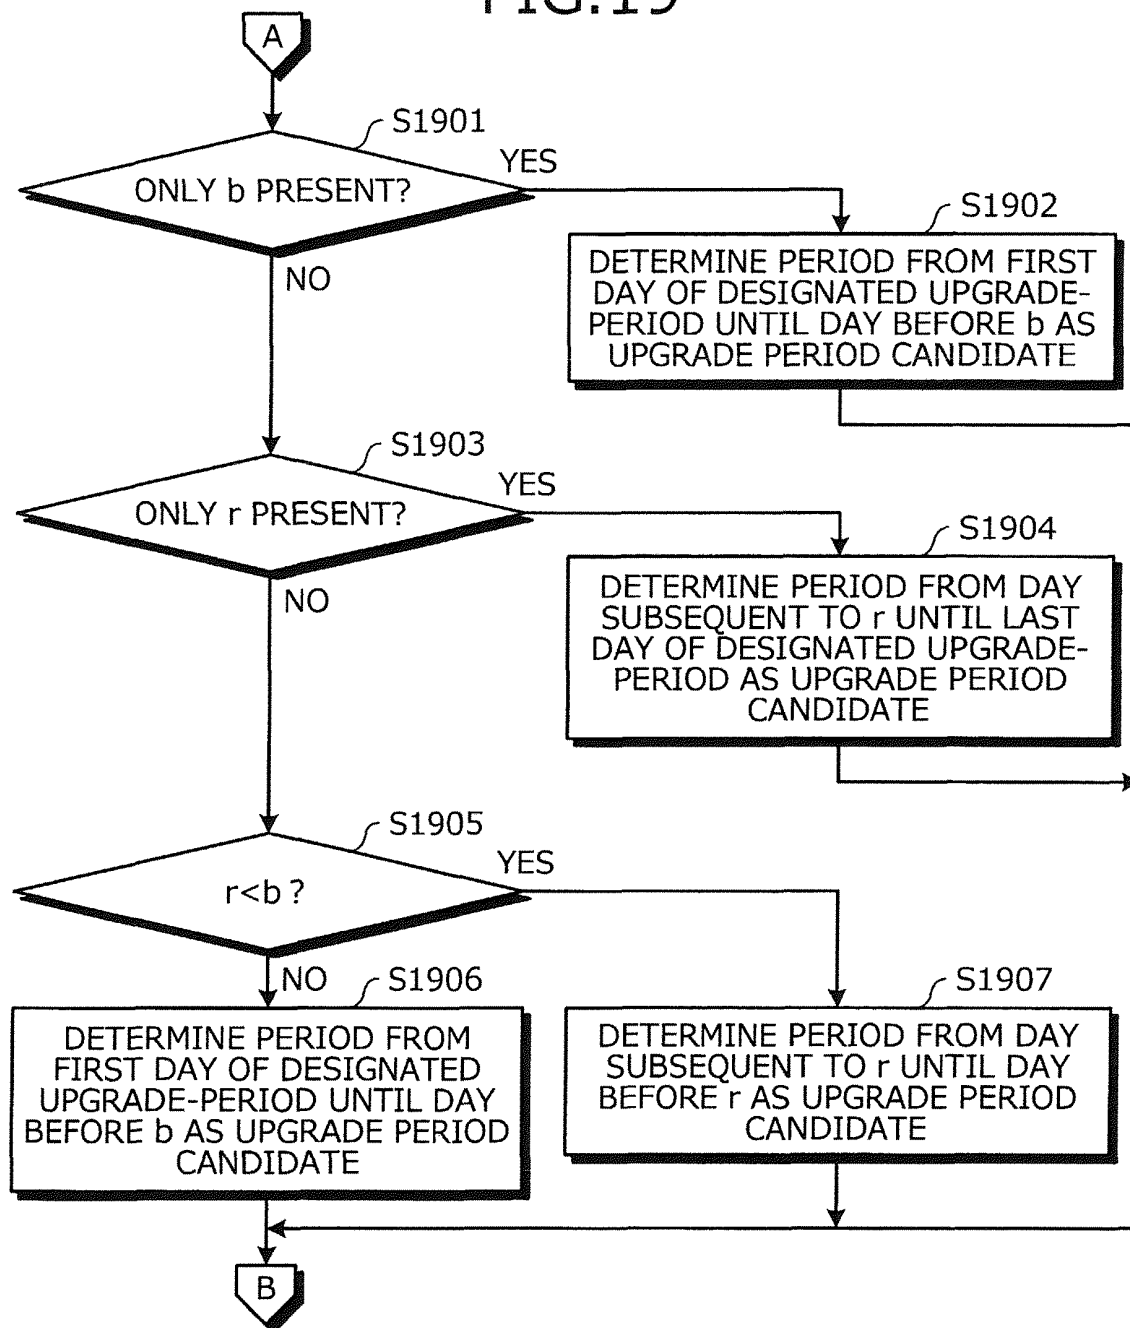 FIG.19
A
S1901
ONLY b PRESENT?
YES
NO
S1902
DETERMINE PERIOD FROM FIRST
DAY OF DESIGNATED UPGRADE-
PERIOD UNTIL DAY BEFORE b AS
UPGRADE PERIOD CANDIDATE
S1903
ONLY r PRESENT?
YES
NO
S1904
DETERMINE PERIOD FROM DAY
SUBSEQUENT TO r UNTIL LAST
DAY OF DESIGNATED UPGRADE-
PERIOD AS UPGRADE PERIOD
CANDIDATE
S1905
r<b ?
YES
NO
S1906
DETERMINE PERIOD FROM
FIRST DAY OF DESIGNATED
UPGRADE-PERIOD UNTIL DAY
BEFORE b AS UPGRADE PERIOD
CANDIDATE
S1907
DETERMINE PERIOD FROM DAY
SUBSEQUENT TO r UNTIL DAY
BEFORE r AS UPGRADE PERIOD
CANDIDATE
B